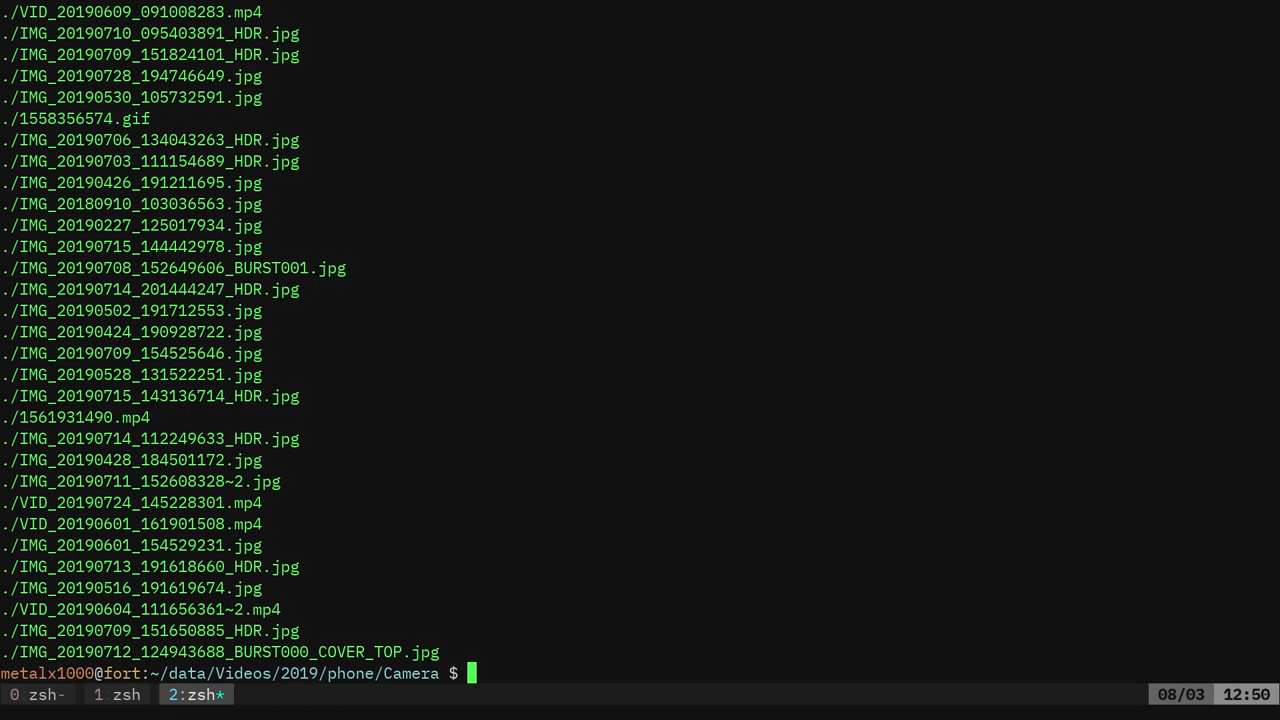 ./VID_20190609_091008283.mp4
./IMG_20190710_095403891_HDR.jpg
./IMG_20190709_151824101_HDR.jpg
./IMG_20190728_194746649.jpg
./IMG_20190530_105732591.jpg
./1558356574.gif
./IMG_20190706_134043263_HDR.jpg
./IMG_20190703_111154689_HDR.jpg
./IMG_20190426_191211695.jpg
./IMG_20180910_103036563.jpg
./IMG_20190227_125017934.jpg
./IMG_20190715_144442978.jpg
./IMG_20190708_152649606_BURST001.jpg
./IMG_20190714_201444247_HDR.jpg
./IMG_20190502_191712553.jpg
./IMG_20190424_190928722.jpg
./IMG_20190709_154525646.jpg
./IMG_20190528_131522251.jpg
./IMG_20190715_143136714_HDR.jpg
./1561931490.mp4
./IMG_20190714_112249633_HDR.jpg
./IMG_20190428_184501172.jpg
./IMG_20190711_152608328~2.jpg
./VID_20190724_145228301.mp4
./VID_20190601_161901508.mp4
./IMG_20190601_154529231.jpg
./IMG_20190713_191618660_HDR.jpg
./IMG_20190516_191619674.jpg
./VID_20190604_111656361~2.mp4
./IMG_20190709_151650885_HDR.jpg
./IMG_20190712_124943688_BURST000_COVER_TOP.jpg
metalx1000@fort:~/data/Videos/2019/phone/Camera $
0 zsh- 1 zsh 2:zsh* 08/03 12:50